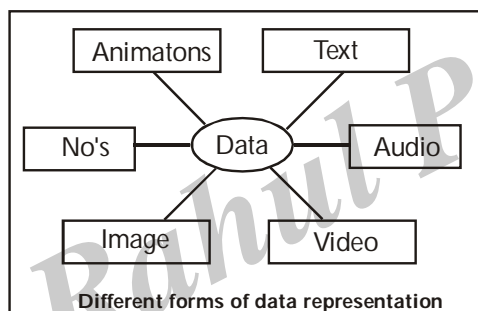 Animatons
Text
No's
Data
Audio
Image
Video
Different forms of data representation
Rahul P